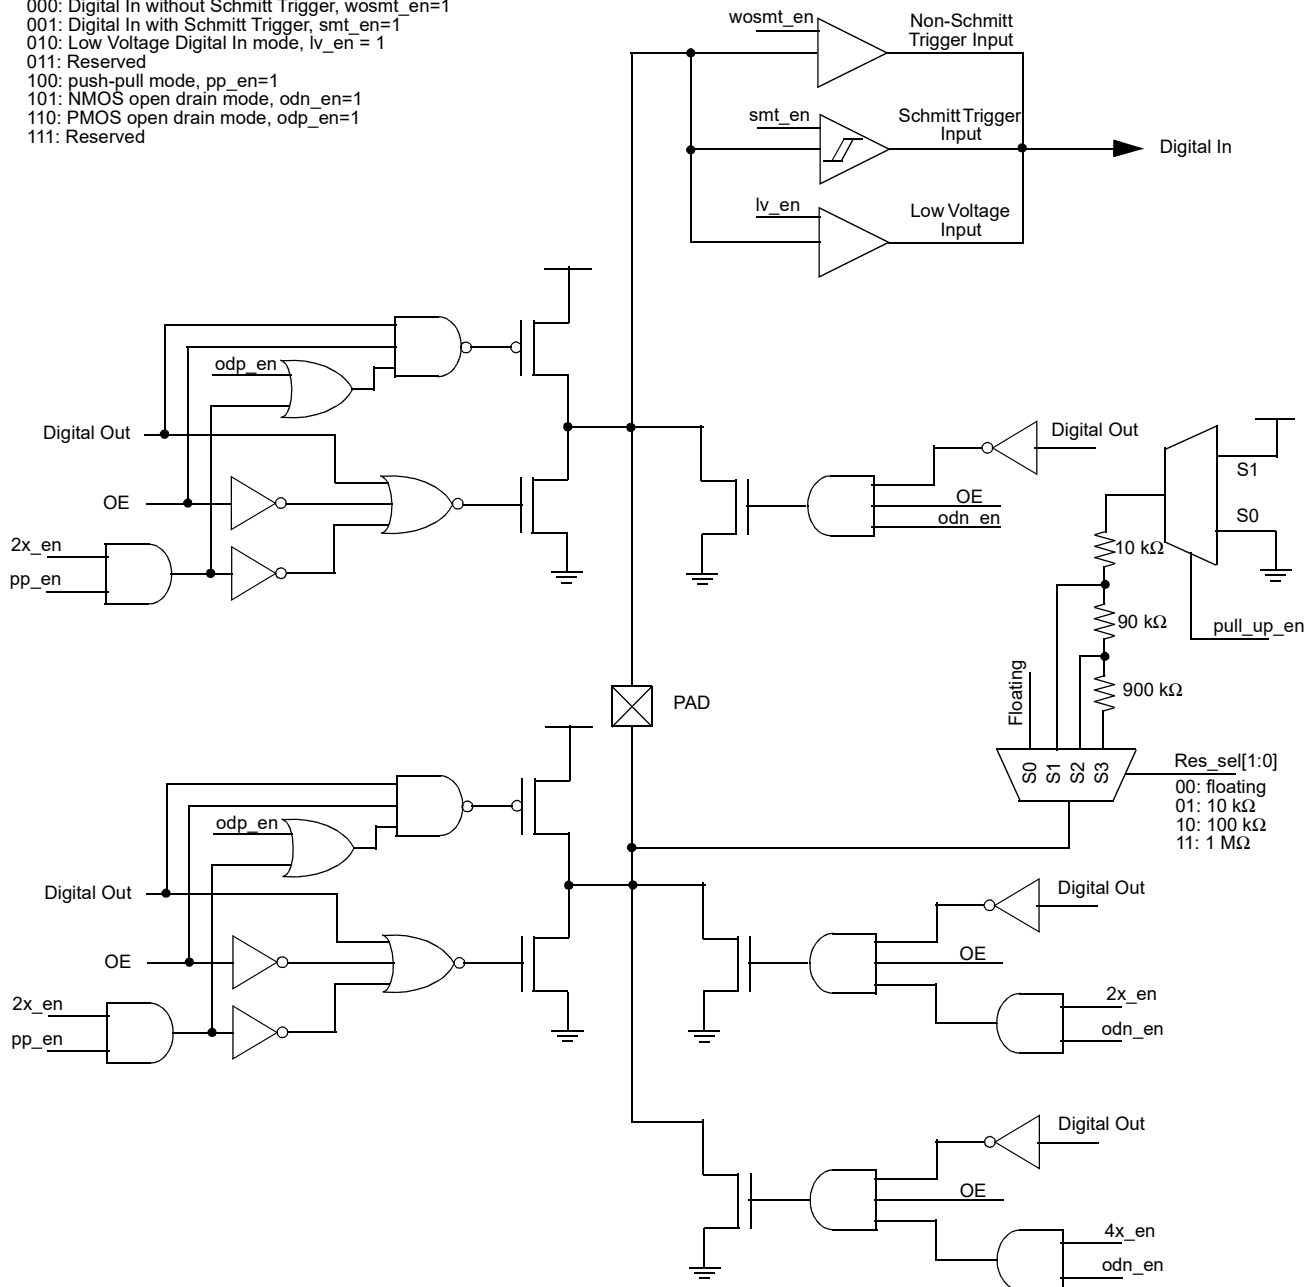 000: Digital In without Schmitt Trigger, wosmt_en=1
001: Digital In with Schmitt Trigger, smt_en=1
010: Low Voltage Digital In mode, lv_en = 1
011: Reserved
100: push-pull mode, pp_en=1
101: NMOS open drain mode, odn_en=1
110: PMOS open drain mode, odp_en=1
111: Reserved
wosmt_en
Non-Schmitt
Trigger Input
smt_en
Schmitt Trigger
Input
Digital In
lv_en
Low Voltage
Input
odp_en
Digital Out
OE
2x_en
pp_en
Digital Out
OE
odn_en
S1
S0
10 kΩ
90 kΩ
pull_up_en
900 kΩ
Floating
PAD
S0
S1
S2
S3
Res_sel[1:0]
00: floating
01: 10 kΩ
10: 100 kΩ
11: 1 MΩ
odp_en
Digital Out
OE
2x_en
pp_en
Digital Out
OE
2x_en
odn_en
Digital Out
OE
4x_en
odn_en